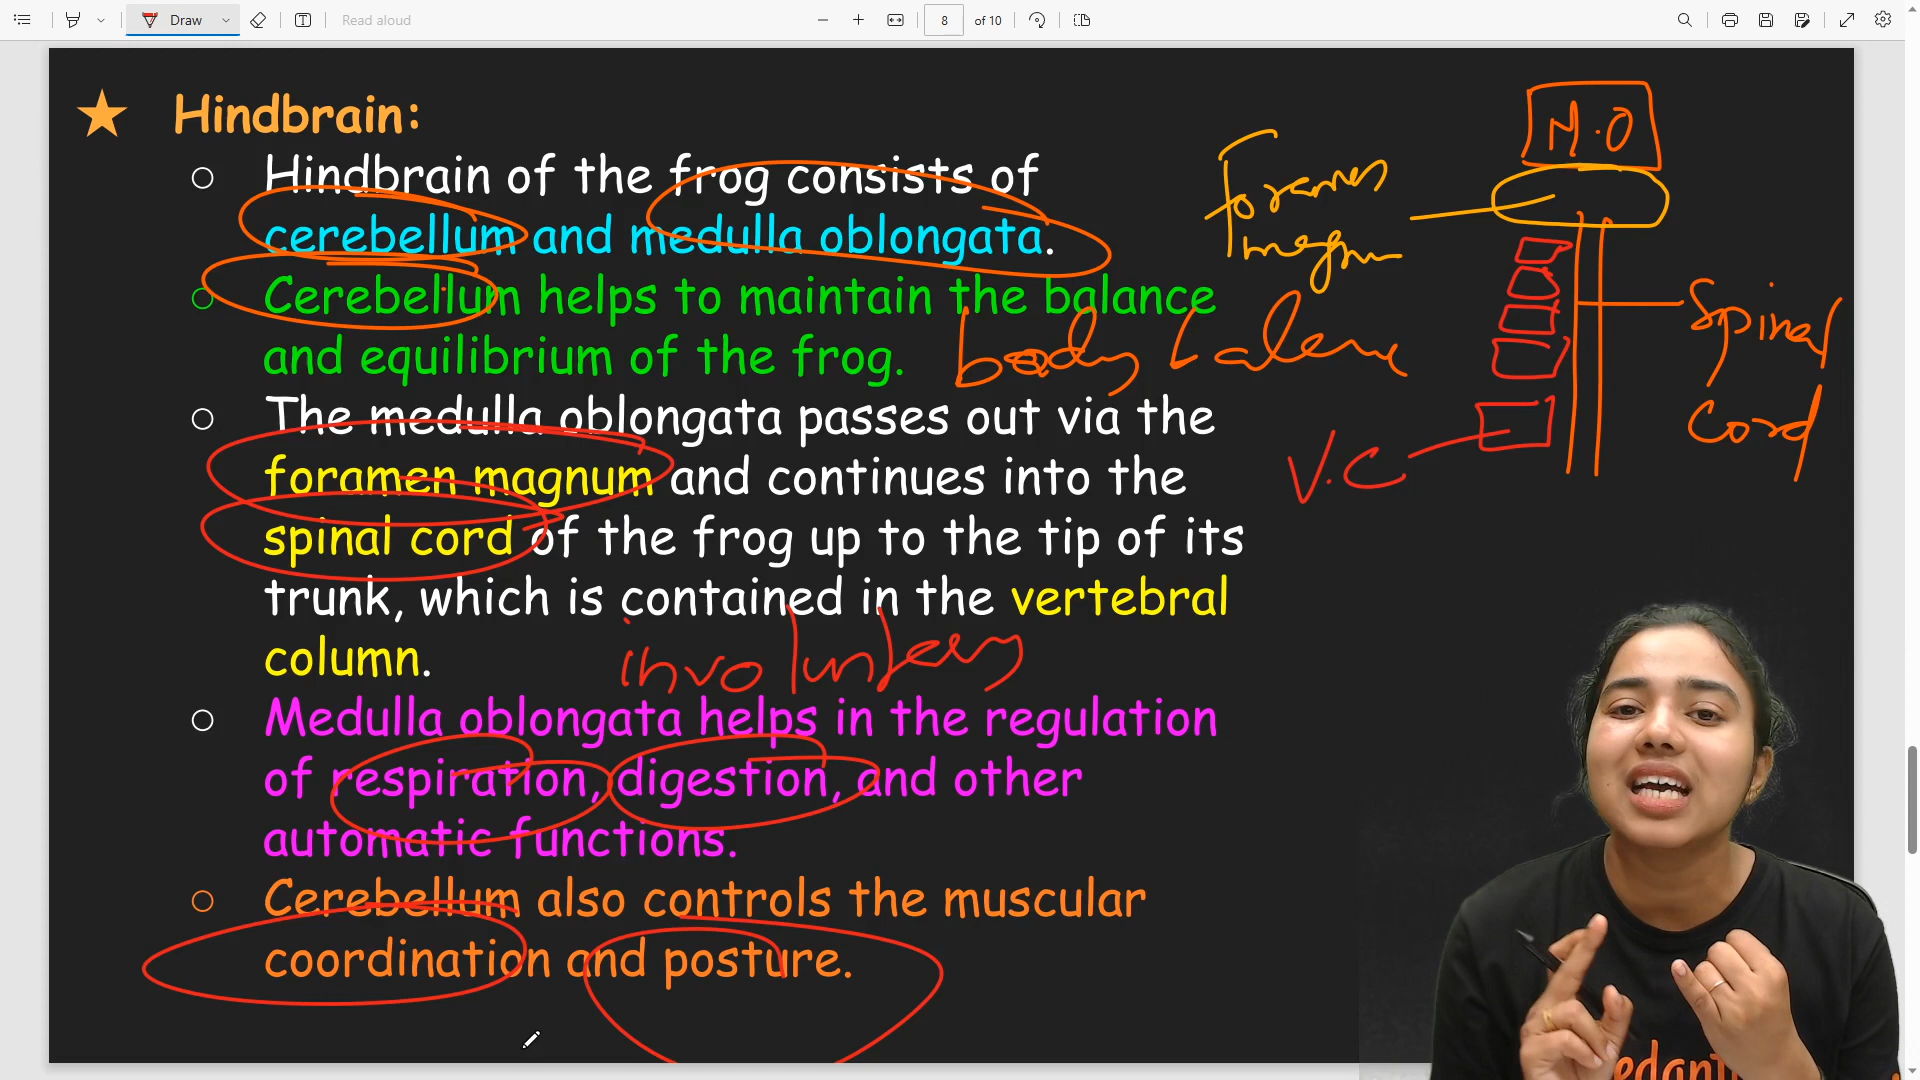 Draw
Read aloud
8
of 10
Hindbrain:
Hindbrain of the frog consists of
cerebellum and medulla oblongata.
Cerebellum helps to maintain the balance
and equilibrium of the frog.
The medulla oblongata passes out via the
foramen magnum and continues into the
spinal cord of the frog up to the tip of its
trunk, which is contained in the vertebral
column.
Medulla oblongata helps in the regulation
of respiration, digestion, and other
automatic functions.
Cerebellum also controls the muscular
coordination and posture.
M.O
Foramen
magnum
body balance
Spinal
Cord
V.C
involuntary